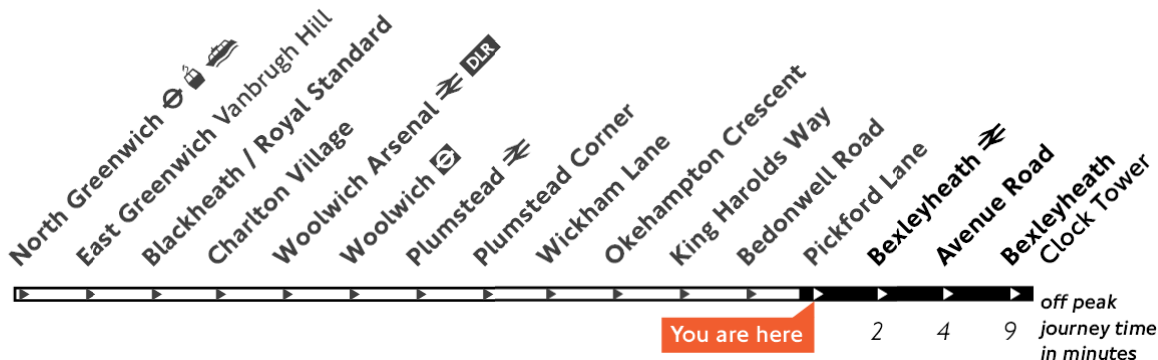 North Greenwich
East Greenwich Vanbrugh Hill
Blackheath / Royal Standard
Charlton Village
Woolwich Arsenal DLR
Woolwich
Plumstead
Plumstead Corner
Wickham Lane
Okehampton Crescent
King Harolds Way
Bedonwell Road
Pickford Lane
Bexleyheath
Avenue Road
Bexleyheath
Clock Tower
You are here
2 4 9
off peak
journey time
in minutes